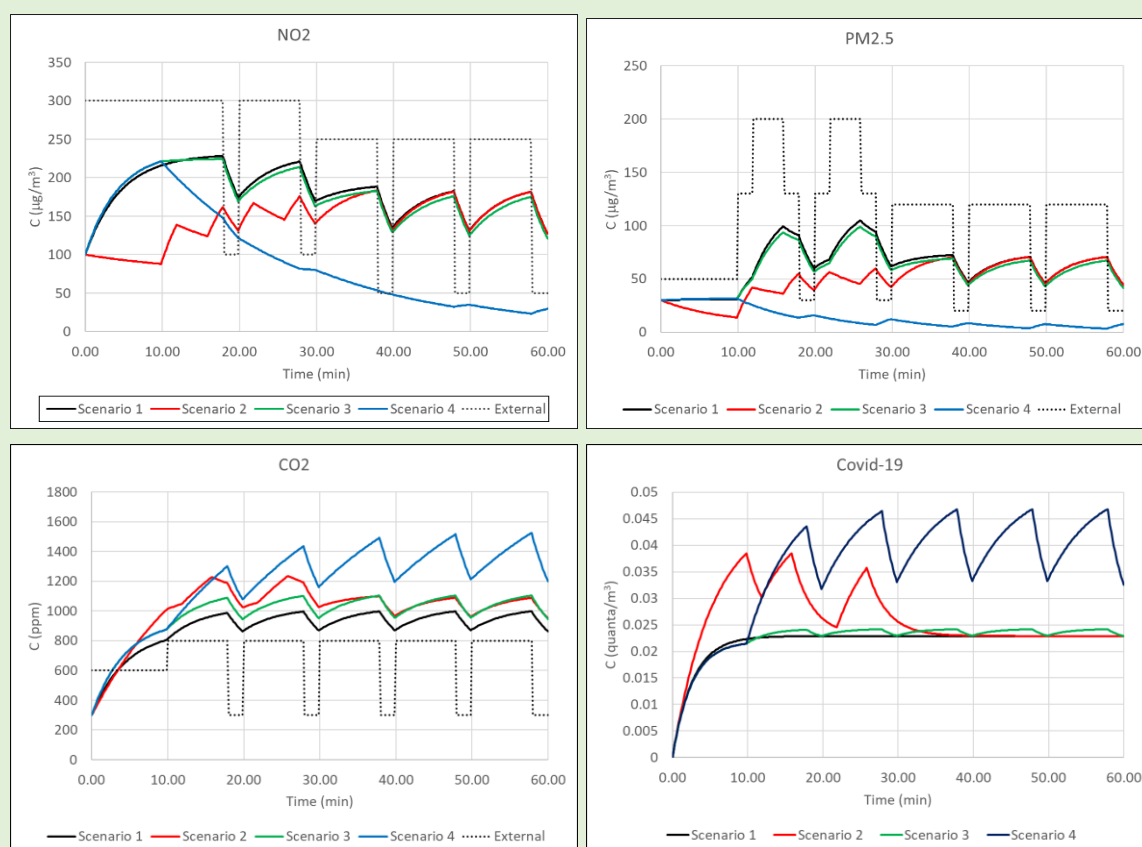 NO2
C (µg/m³)
350
300
250
200
150
100
50
0
0.00 10.00 20.00 30.00 40.00 50.00 60.00
Time (min)
Scenario 1 Scenario 2 Scenario 3 Scenario 4 External
PM2.5
C (µg/m³)
250
200
150
100
50
0
0.00 10.00 20.00 30.00 40.00 50.00 60.00
Time (min)
Scenario 1 Scenario 2 Scenario 3 Scenario 4 External
CO2
C (ppm)
1800
1600
1400
1200
1000
800
600
400
200
0
0.00 10.00 20.00 30.00 40.00 50.00 60.00
Time (min)
Scenario 1 Scenario 2 Scenario 3 Scenario 4 External
Covid-19
C (quanta/m³)
0.05
0.045
0.04
0.035
0.03
0.025
0.02
0.015
0.01
0.005
0
0.00 10.00 20.00 30.00 40.00 50.00 60.00
Time (min)
Scenario 1 Scenario 2 Scenario 3 Scenario 4